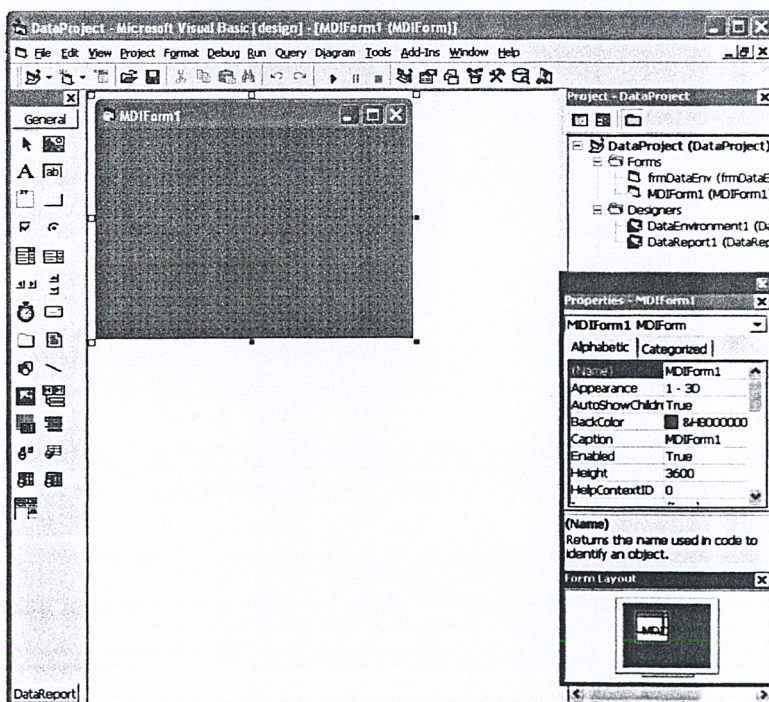 DataProject - Microsoft Visual Basic [design] - [MDIForm1 (MDIForm)]
File Edit View Project Format Debug Run Query Diagram Tools Add-Ins Window Help
General
A ab|
DataReport
MDIForm1
Project - DataProject
DataProject (DataProject)
Forms
frmDataEnv (frmDataE
MDIForm1 (MDIForm1
Designers
DataEnvironment1 (Da
DataReport1 (DataRep
Properties - MDIForm1
MDIForm1 MDIForm
Alphabetic Categorized
(Name) MDIForm1
Appearance 1 - 3D
AutoShowChildr True
BackColor &H8000000
Caption MDIForm1
Enabled True
Height 3600
HelpContextID 0
(Name)
Returns the name used in code to
identify an object.
Form Layout
MDI